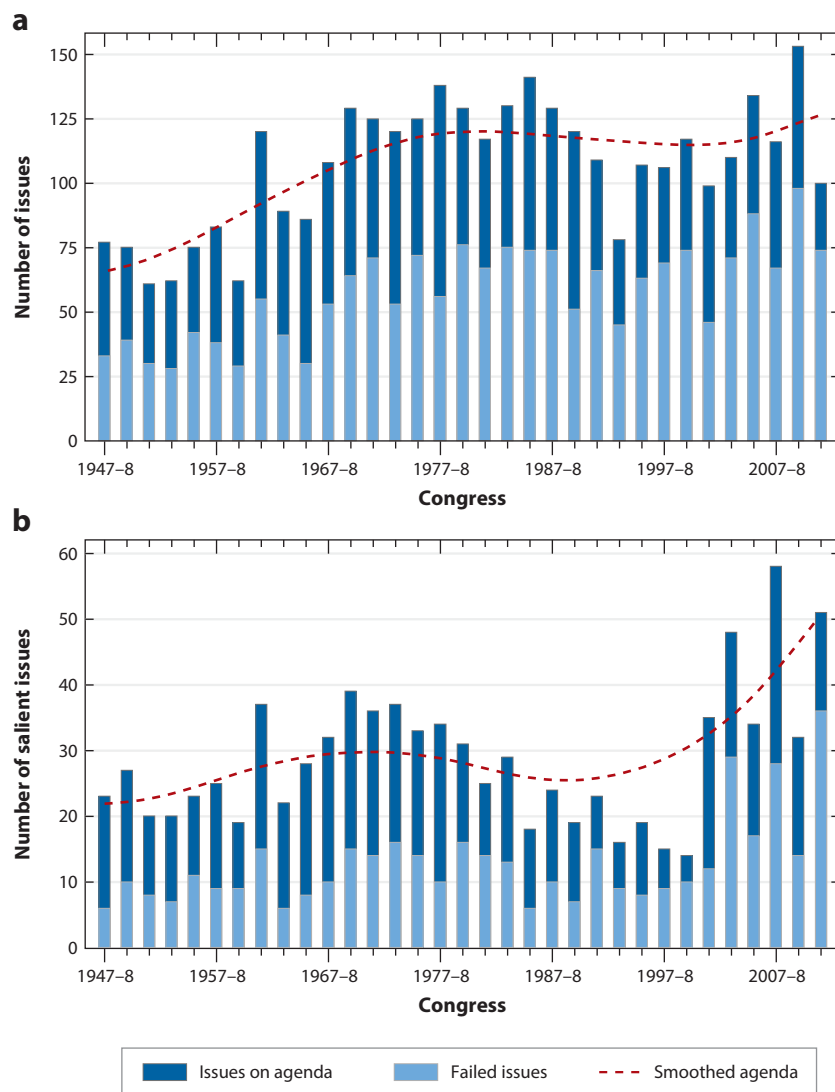 a
150
125
100
75
50
25
0
Number of issues
1947–8 1957–8 1967–8 1977–8 1987–8 1997–8 2007–8
Congress
b
60
50
40
30
20
10
0
Number of salient issues
1947–8 1957–8 1967–8 1977–8 1987–8 1997–8 2007–8
Congress
Issues on agenda Failed issues Smoothed agenda